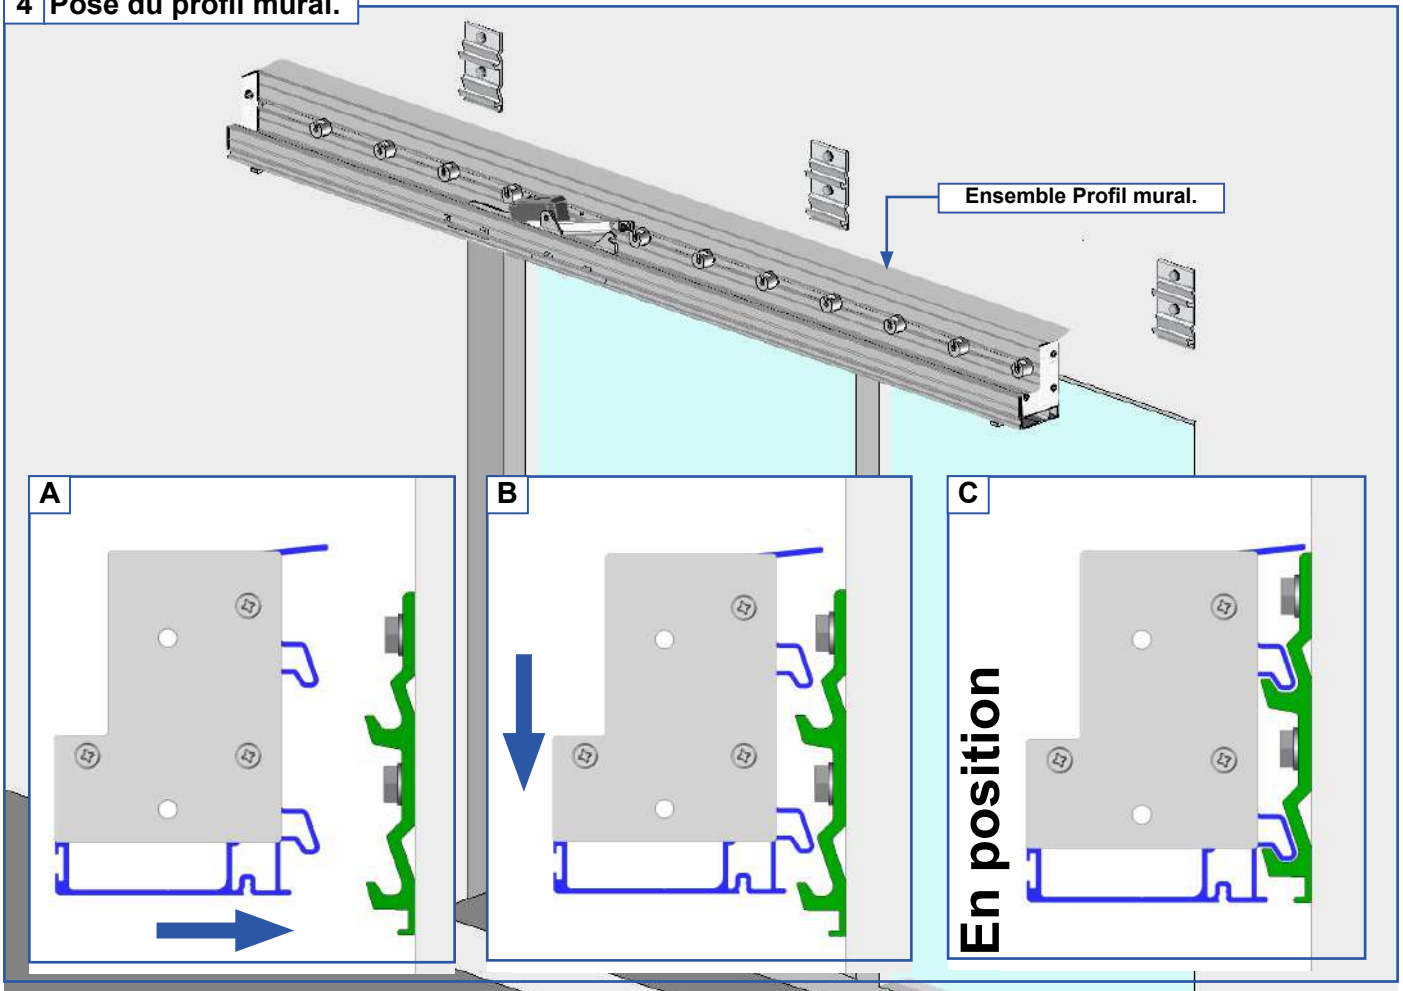 4 Pose du profil mural.
Ensemble Profil mural.
A
B
C
En position